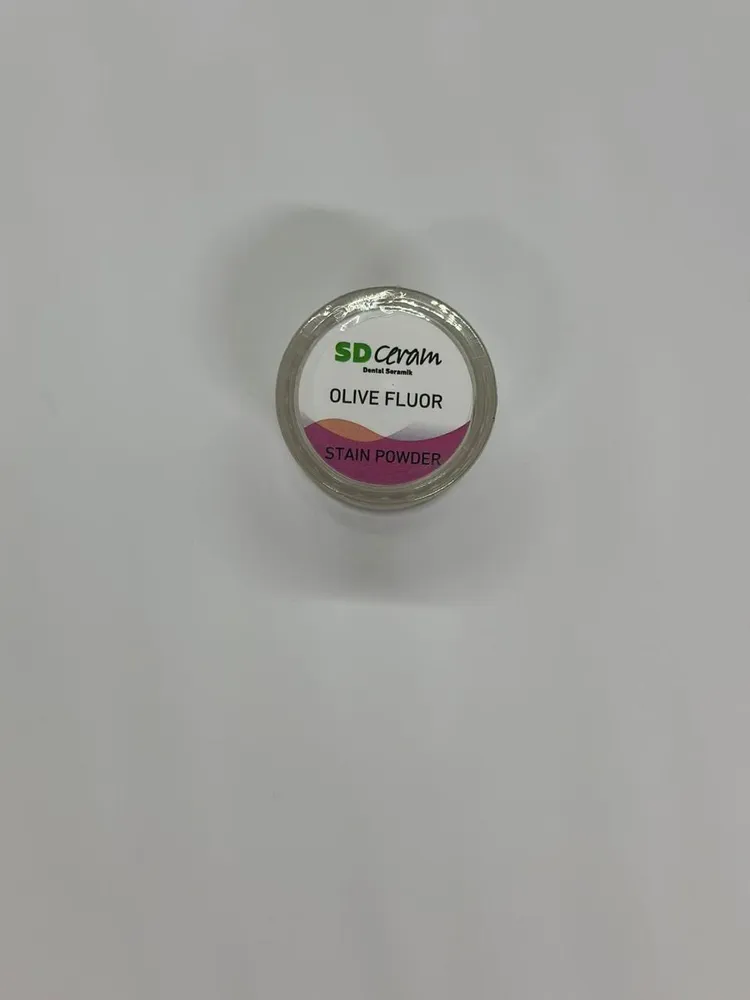 SD ceram
Dental Seramik
OLIVE FLUOR
STAIN POWDER